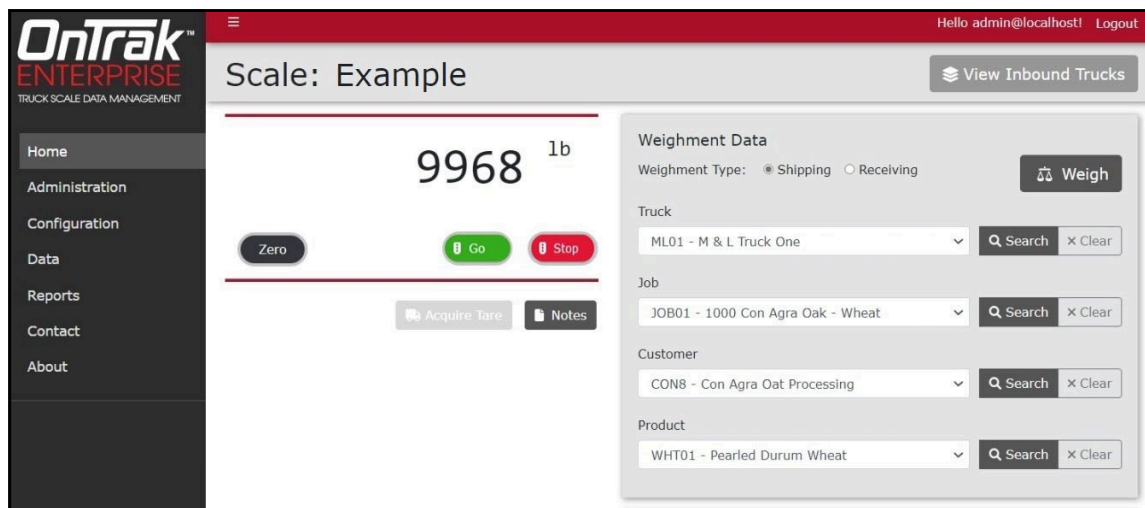 OnTrak™
ENTERPRISE
TRUCK SCALE DATA MANAGEMENT
Home
Administration
Configuration
Data
Reports
Contact
About
Hello admin@localhost! Logout
Scale: Example
View Inbound Trucks
9968 lb
Zero
Go
Stop
Acquire Tare
Notes
Weighment Data
Weighment Type: Shipping Receiving
Weigh
Truck
ML01 - M & L Truck One Search × Clear
Job
JOB01 - 1000 Con Agra Oak - Wheat Search × Clear
Customer
CON8 - Con Agra Oat Processing Search × Clear
Product
WHT01 - Pearled Durum Wheat Search × Clear